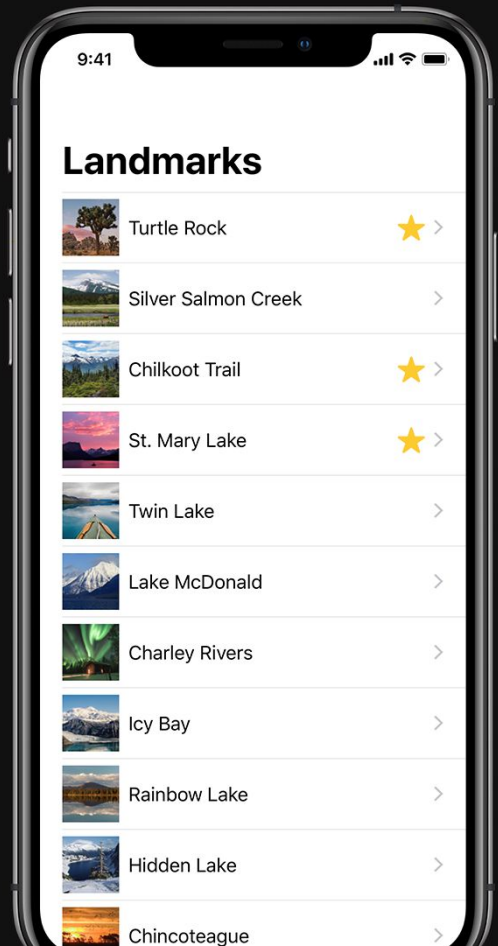 9:41
Landmarks
Turtle Rock
Silver Salmon Creek
Chilkoot Trail
St. Mary Lake
Twin Lake
Lake McDonald
Charley Rivers
Icy Bay
Rainbow Lake
Hidden Lake
Chincoteague